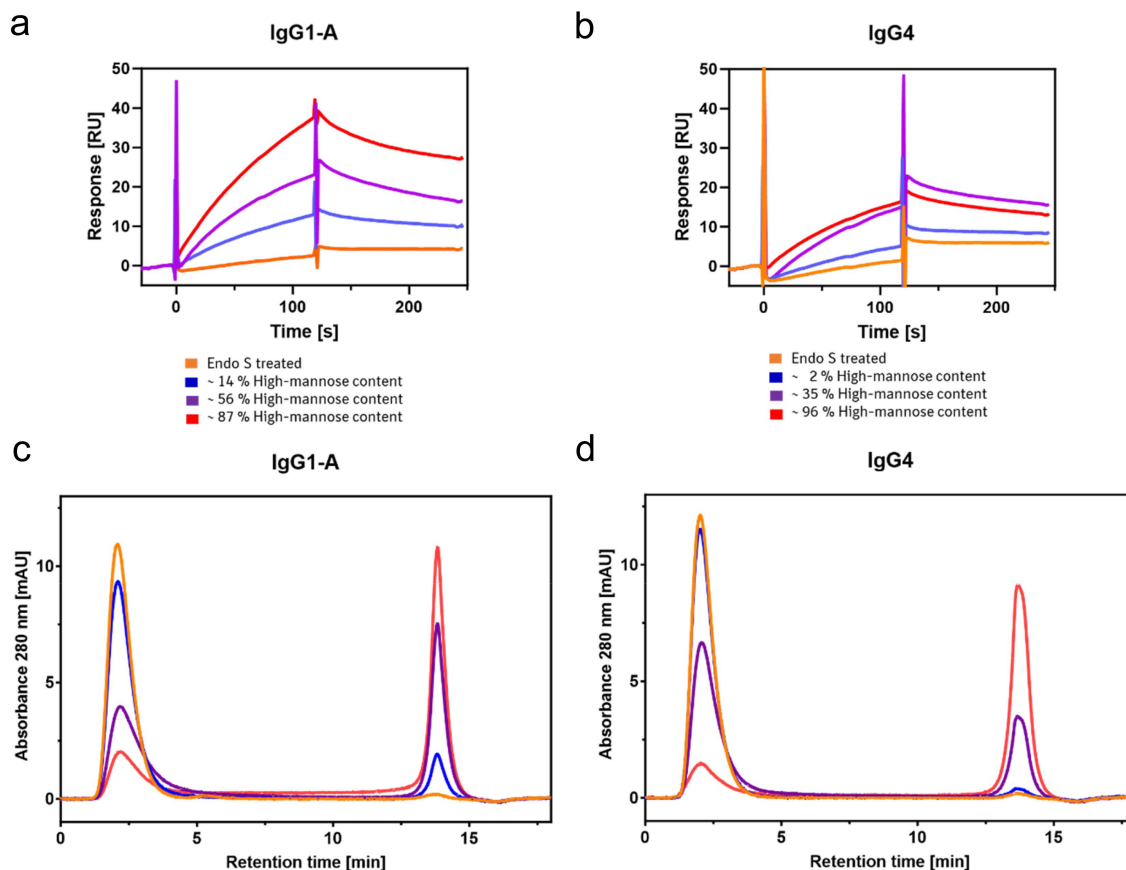 a
IgG1-A
50
40
30
20
10
0
Response [RU]
0
100
200
Time [s]
Endo S treated
~ 14 % High-mannose content
~ 56 % High-mannose content
~ 87 % High-mannose content
b
IgG4
50
40
30
20
10
0
Response [RU]
0
100
200
Time [s]
Endo S treated
~ 2 % High-mannose content
~ 35 % High-mannose content
~ 96 % High-mannose content
c
IgG1-A
10
5
0
Absorbance 280 nm [mAU]
0
5
10
15
Retention time [min]
d
IgG4
10
5
0
Absorbance 280 nm [mAU]
0
5
10
15
Retention time [min]